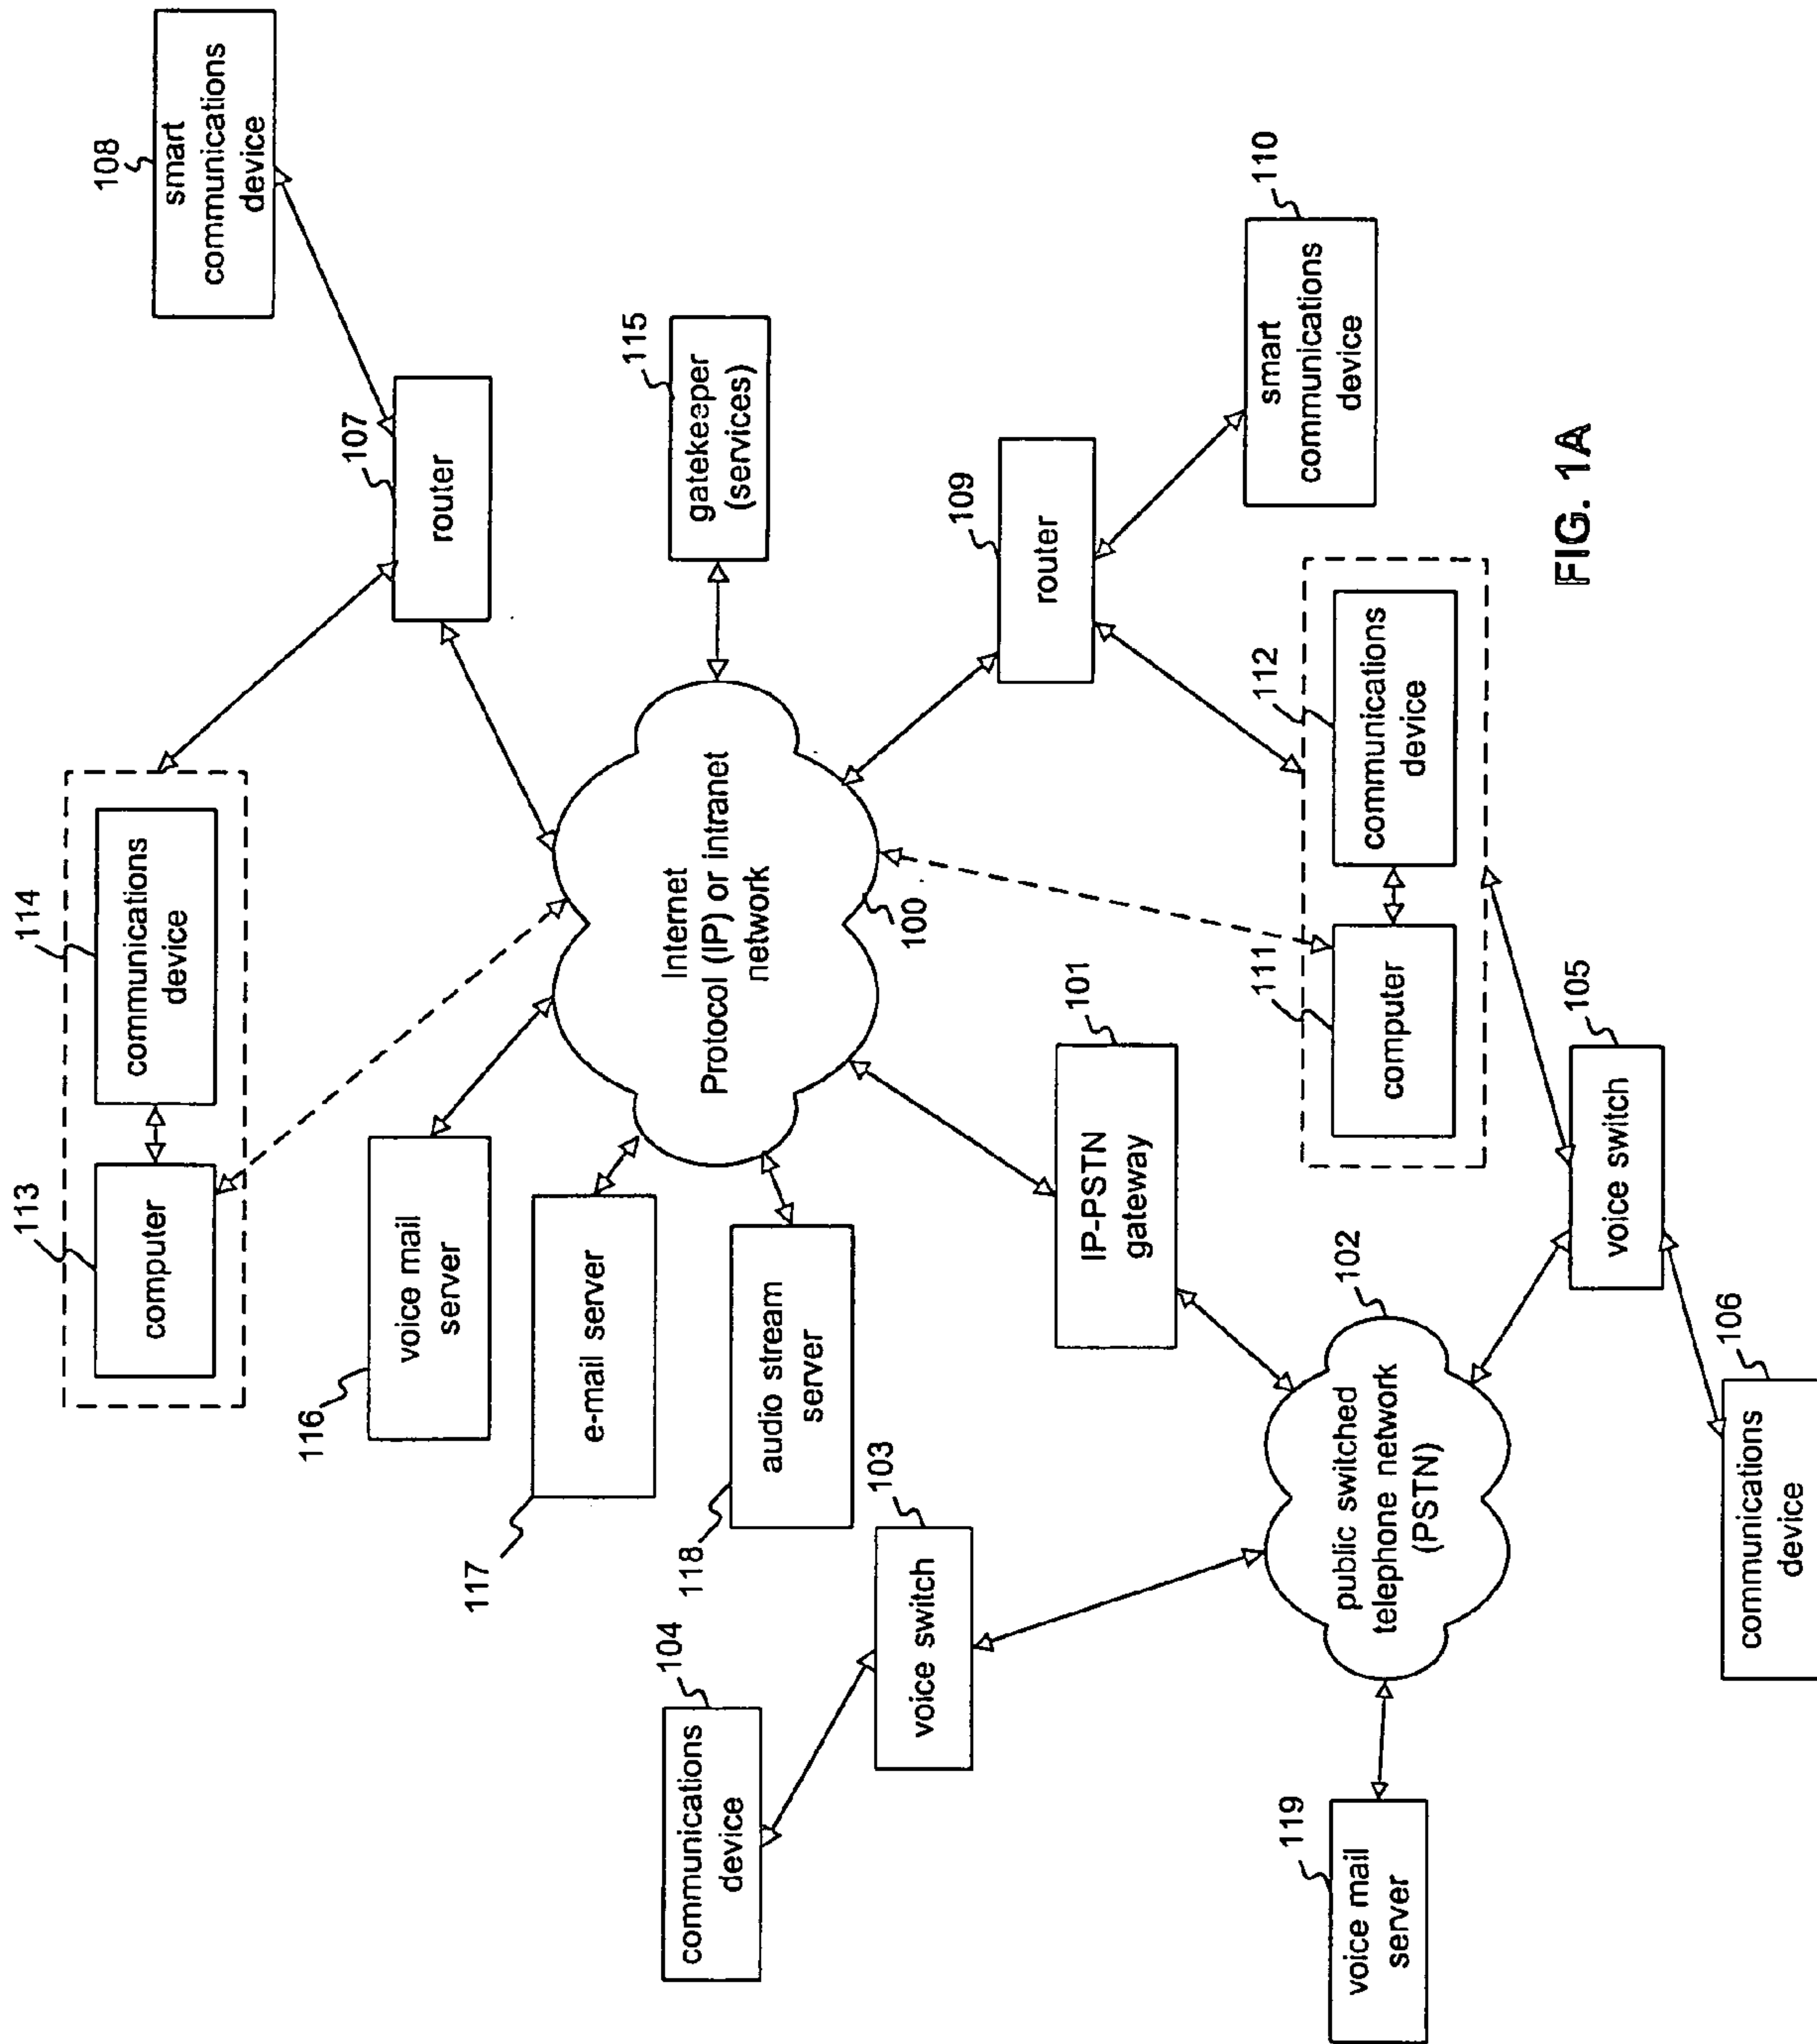 113
computer
114
communications
device
108
smart
communications
device
116
voice mail
server
107
router
117
e-mail server
118
audio stream
server
Internet
Protocol (IP) or intranet
network
100
115
gatekeeper
(services)
104
communications
device
103
voice switch
101
IP-PSTN
gateway
109
router
110
smart
communications
device
119
voice mail
server
102
public switched
telephone network
(PSTN)
111
computer
112
communications
device
105
voice switch
106
communications
device
FIG. 1A